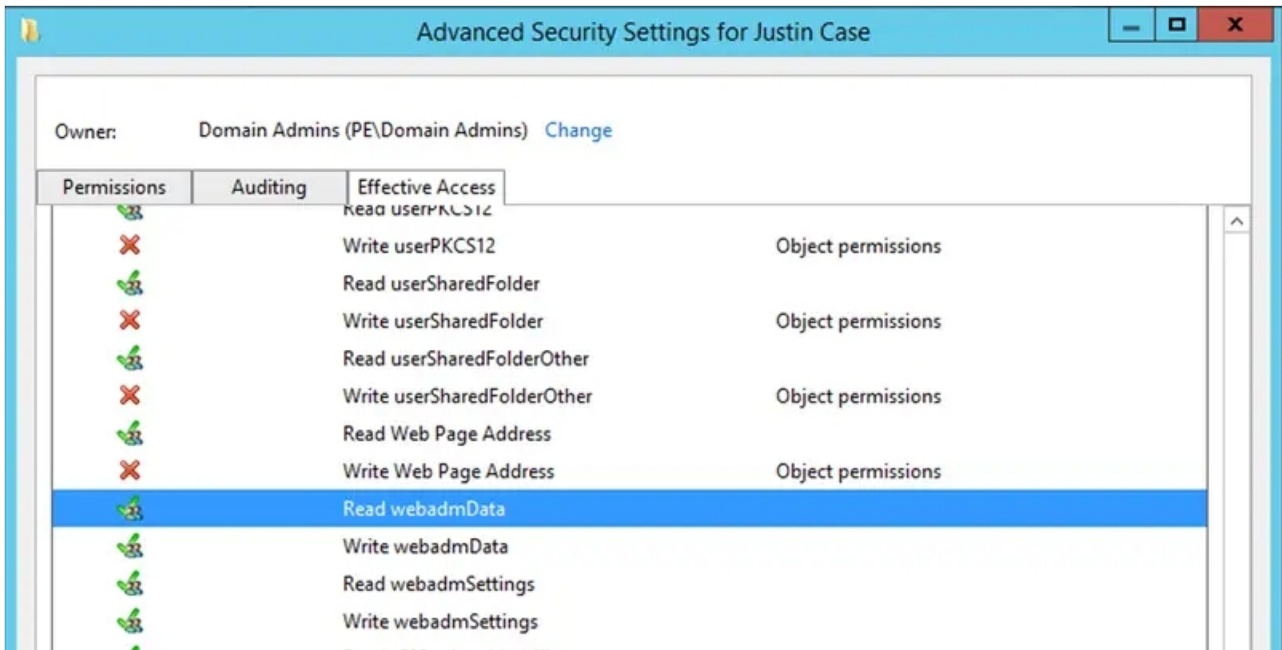 Advanced Security Settings for Justin Case
Owner: Domain Admins (PE\Domain Admins) Change
Permissions Auditing Effective Access
Read userPKCS12
Write userPKCS12 Object permissions
Read userSharedFolder
Write userSharedFolder Object permissions
Read userSharedFolderOther
Write userSharedFolderOther Object permissions
Read Web Page Address
Write Web Page Address Object permissions
Read webadmData
Write webadmData
Read webadmSettings
Write webadmSettings